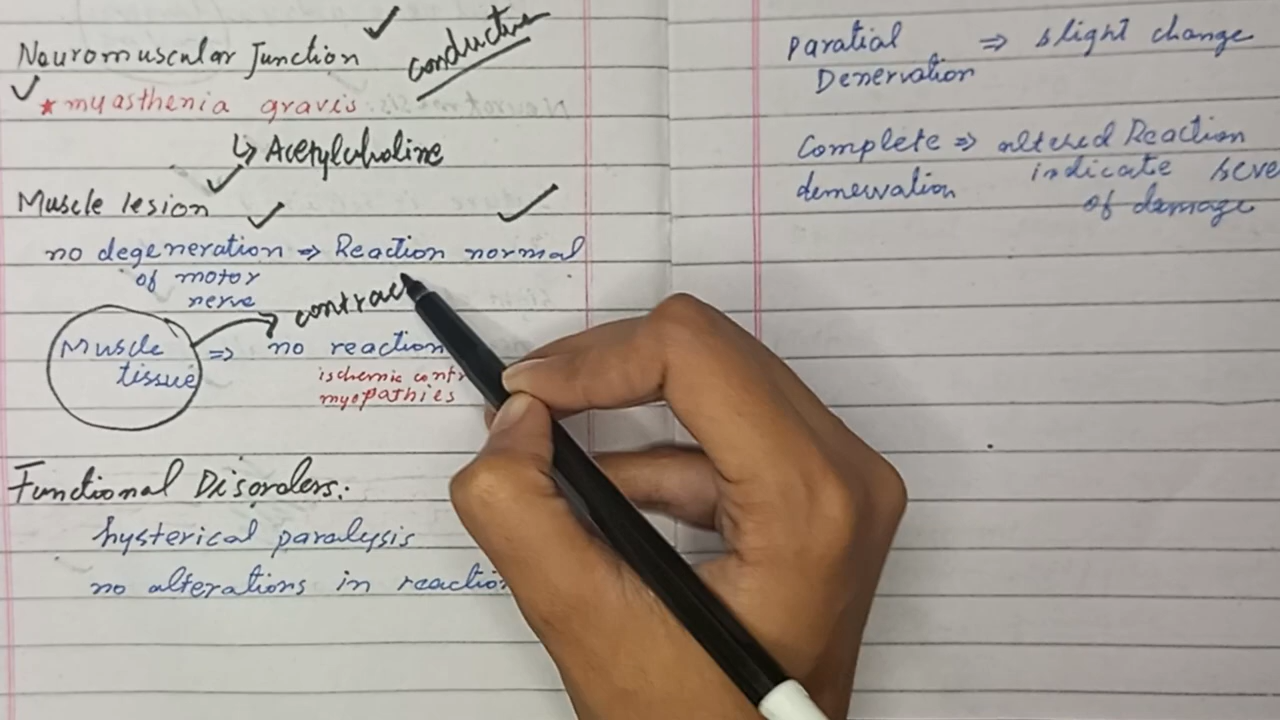 Neuromuscular Junction
conductive
* myasthenia gravis
↳ Acetylcholine
Muscle lesion
no degeneration ⇒ Reaction normal
of motor
nerve
contrac
Muscle ⇒ no reaction
tissue
ischemic contr
myopathies
Functional Disorders:
hysterical paralysis
no alterations in reaction
Paratial ⇒ slight change
Denervation
Complete ⇒ altered Reaction
denervation indicate seve
of damage